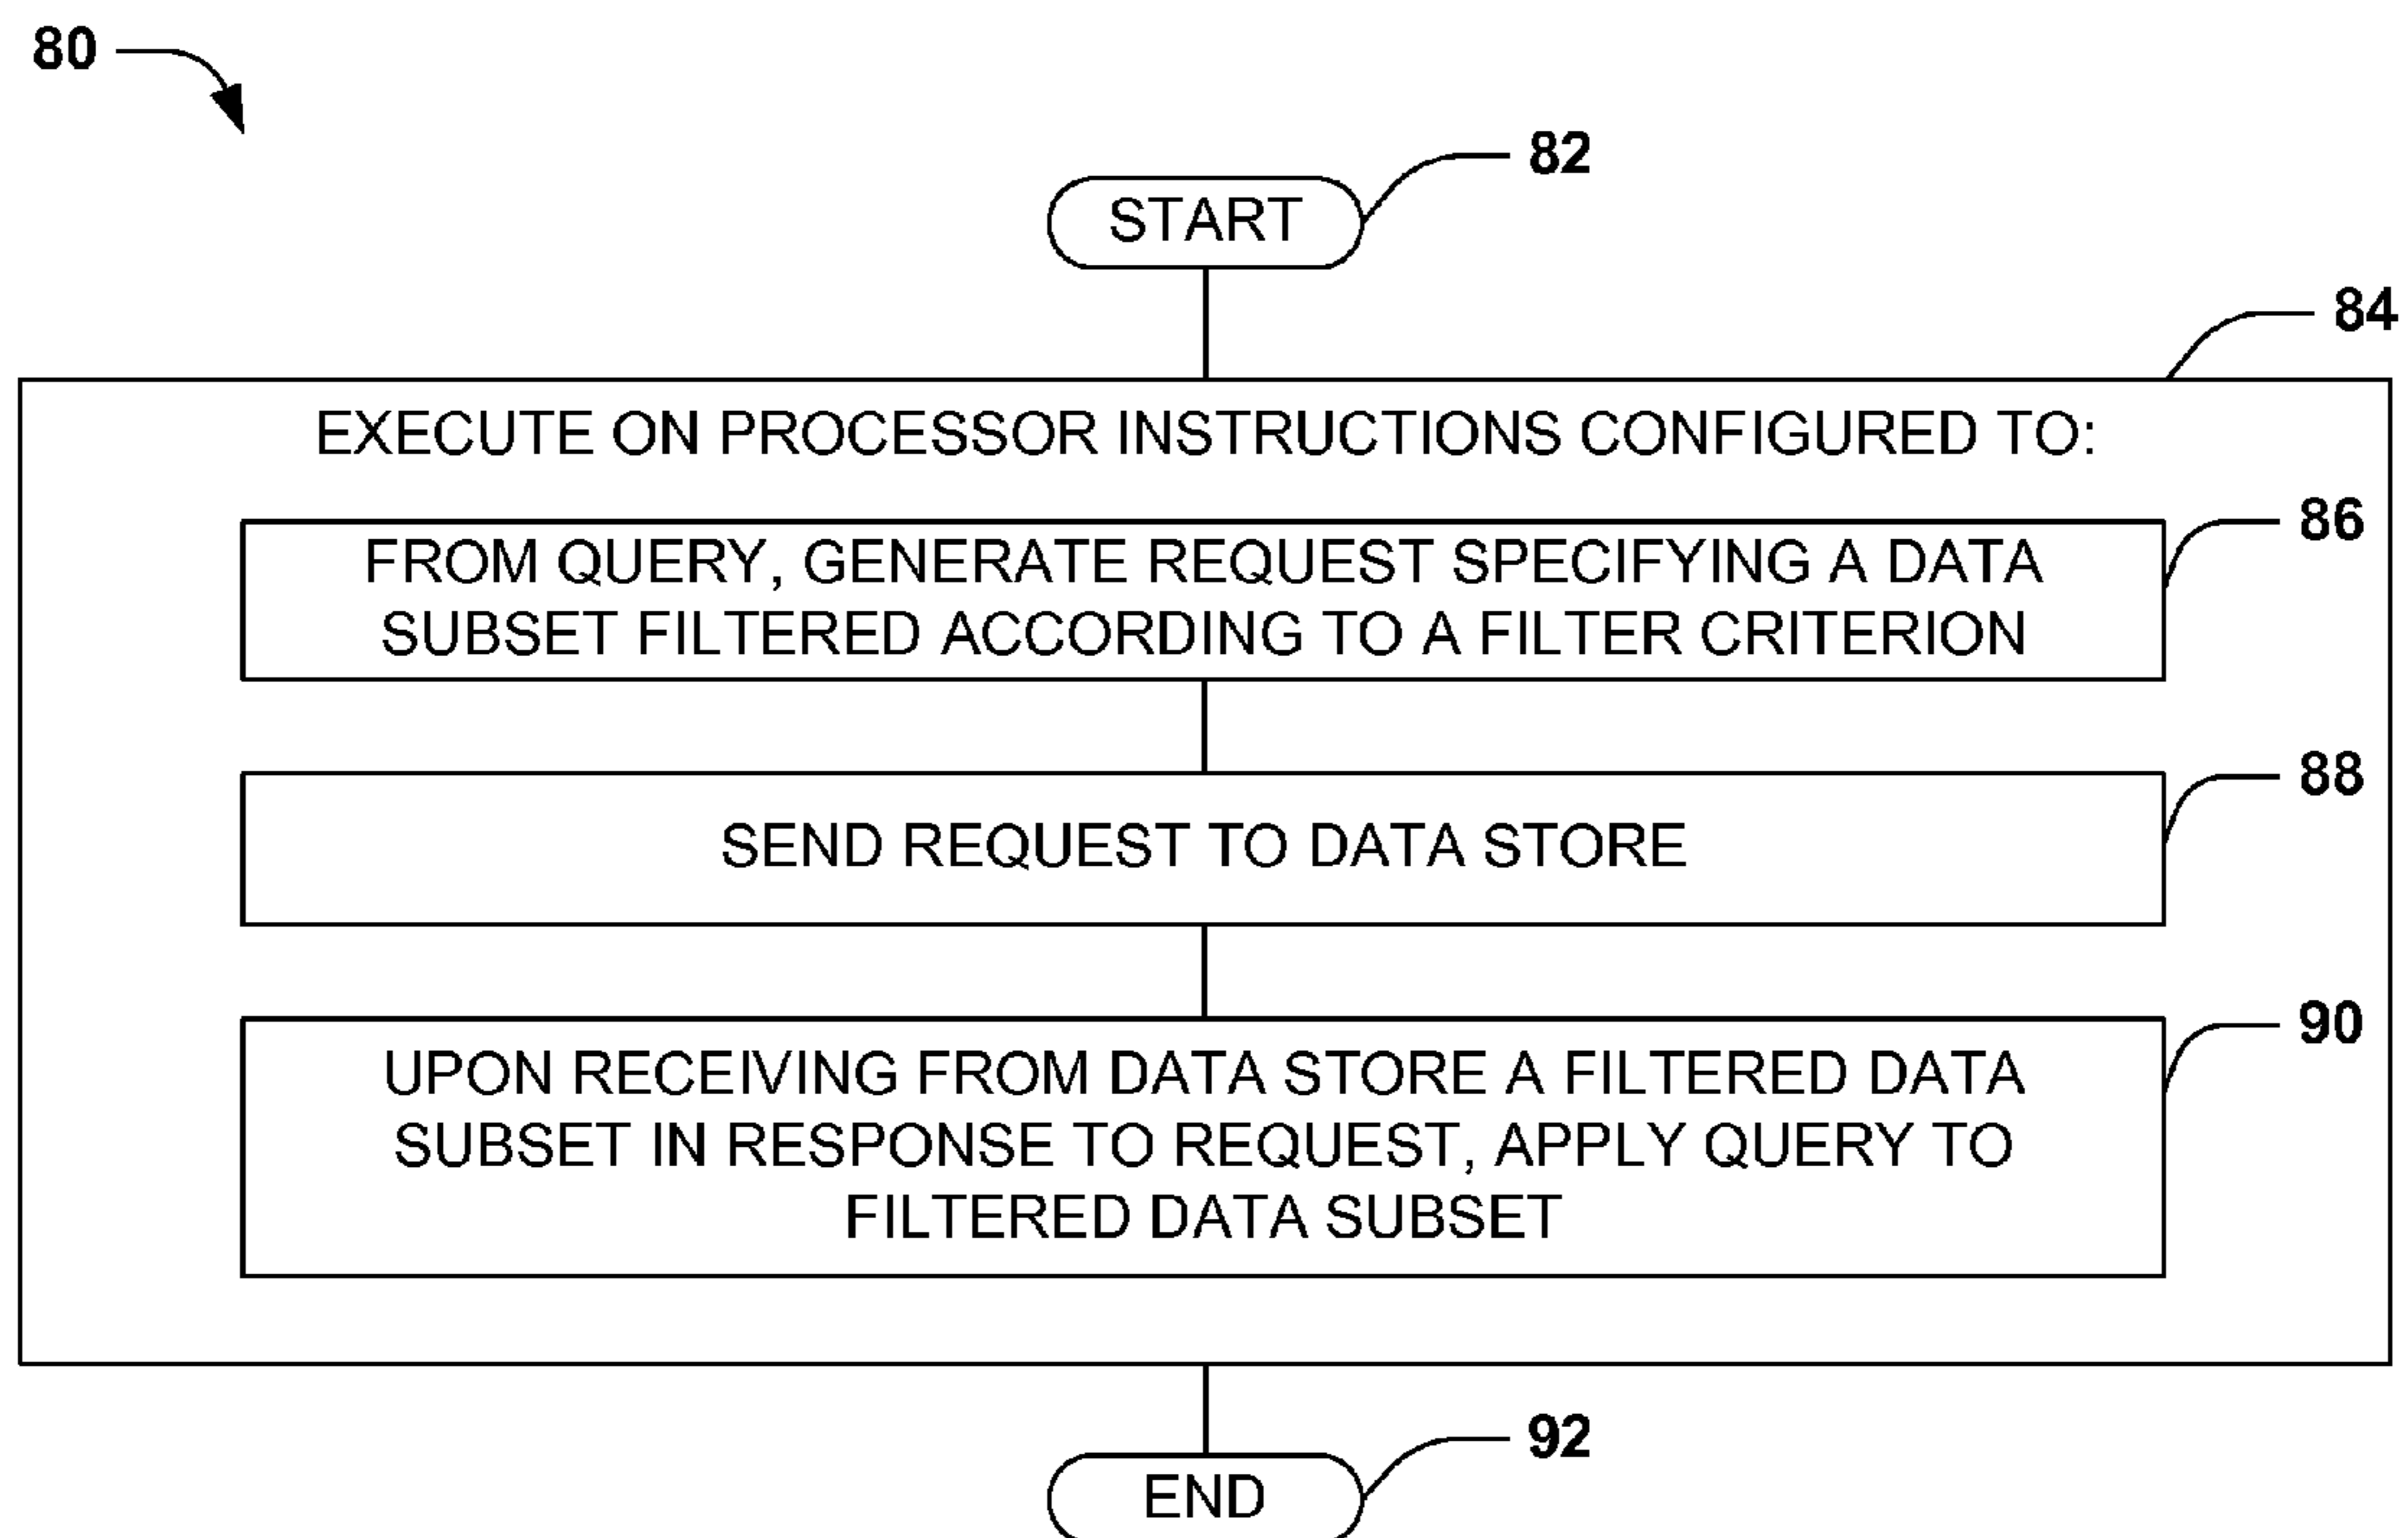 80
82
START
84
EXECUTE ON PROCESSOR INSTRUCTIONS CONFIGURED TO:
86
FROM QUERY, GENERATE REQUEST SPECIFYING A DATA
SUBSET FILTERED ACCORDING TO A FILTER CRITERION
88
SEND REQUEST TO DATA STORE
90
UPON RECEIVING FROM DATA STORE A FILTERED DATA
SUBSET IN RESPONSE TO REQUEST, APPLY QUERY TO
FILTERED DATA SUBSET
92
END